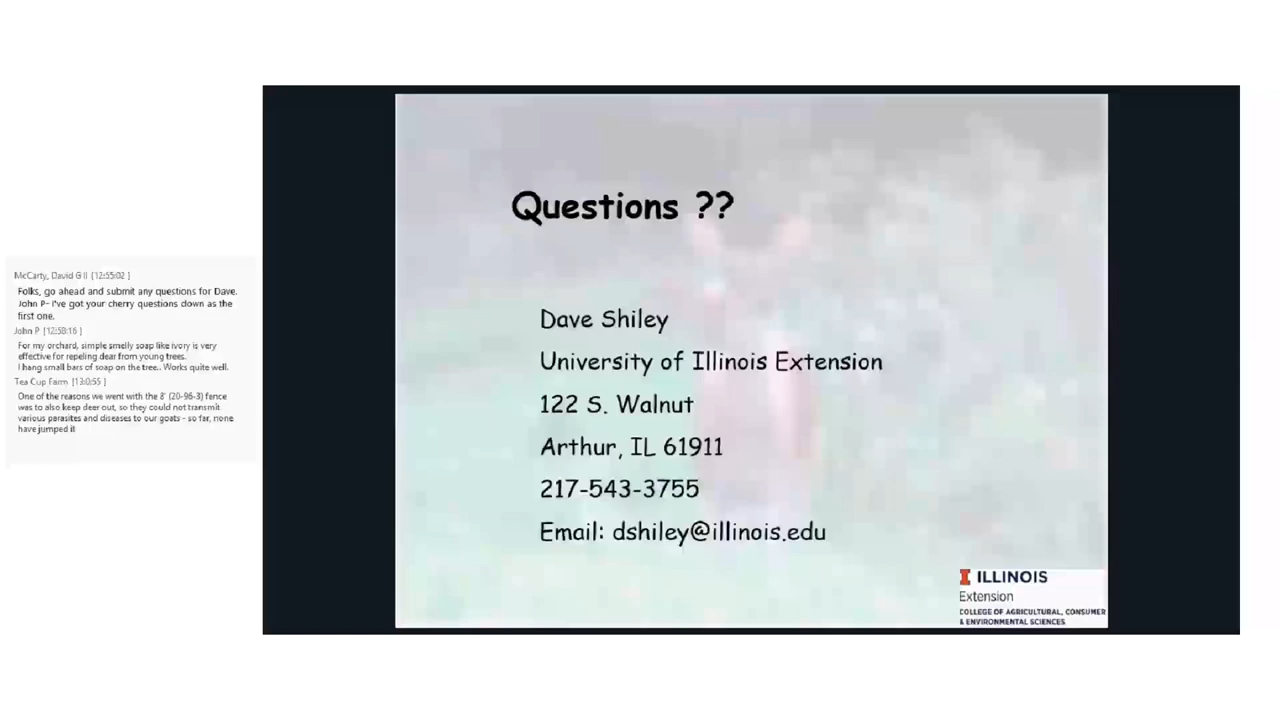 McCarty, David G II [12:55:02 ]
Folks, go ahead and submit any questions for Dave.
John P- I've got your cherry questions down as the
first one.
John P [12:58:16 ]
For my orchard, simple smelly soap like ivory is very
effective for repeling dear from young trees.
I hang small bars of soap on the tree.. Works quite well.
Tea Cup Farm [13:0:55 ]
One of the reasons we went with the 8' (20-96-3) fence
was to also keep deer out, so they could not transmit
various parasites and diseases to our goats - so far, none
have jumped it
Questions ??
Dave Shiley
University of Illinois Extension
122 S. Walnut
Arthur, IL 61911
217-543-3755
Email: dshiley@illinois.edu
I ILLINOIS
Extension
COLLEGE OF AGRICULTURAL, CONSUMER
& ENVIRONMENTAL SCIENCES